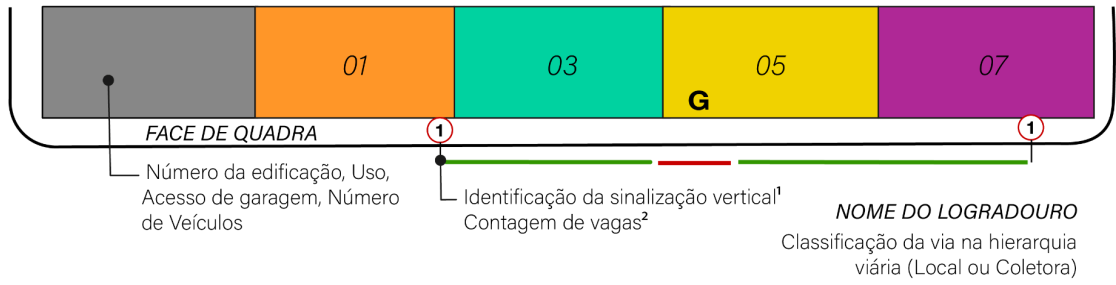 01 03 05 07
G
FACE DE QUADRA
1 1
Número da edificação, Uso,
Acesso de garagem, Número
de Veículos
Identificação da sinalização vertical¹
Contagem de vagas²
NOME DO LOGRADOURO
Classificação da via na hierarquia
viária (Local ou Coletora)